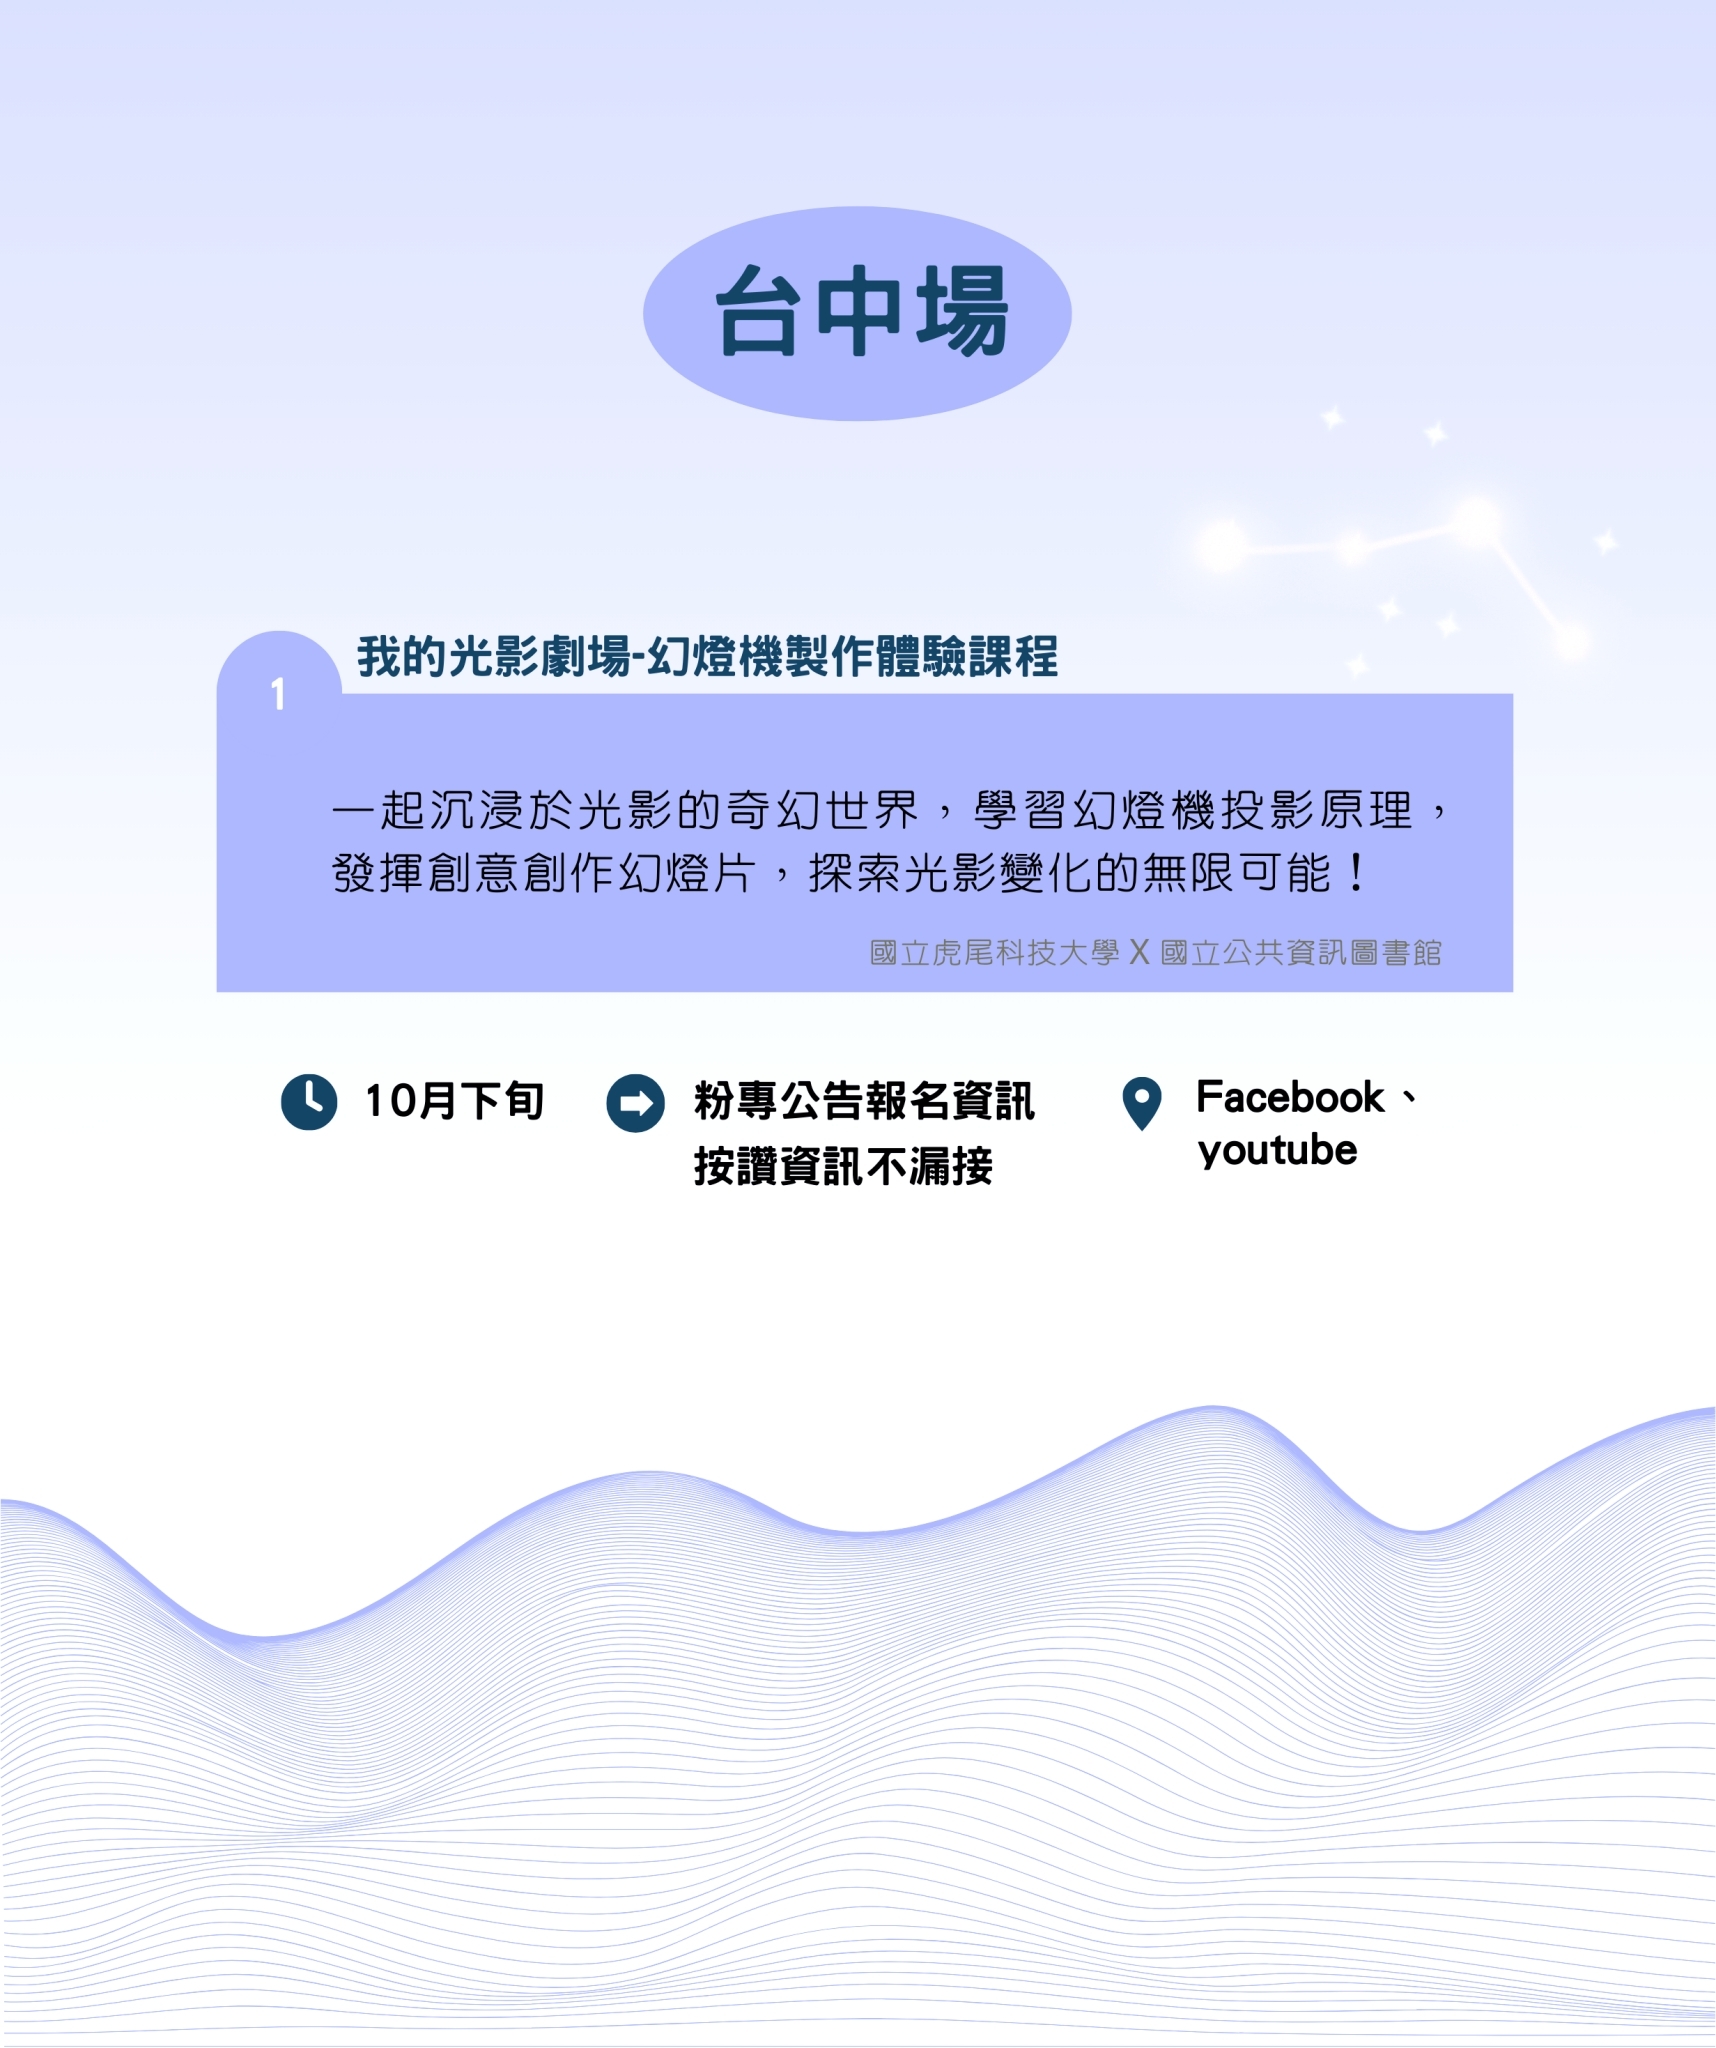 台中場
我的光影劇場-幻燈機製作體驗課程
1
一起沉浸於光影的奇幻世界，學習幻燈機投影原理，
發揮創意創作幻燈片，探索光影變化的無限可能！
國立虎尾科技大學 X 國立公共資訊圖書館
10月下旬
粉專公告報名資訊
按讚資訊不漏接
Facebook、
youtube